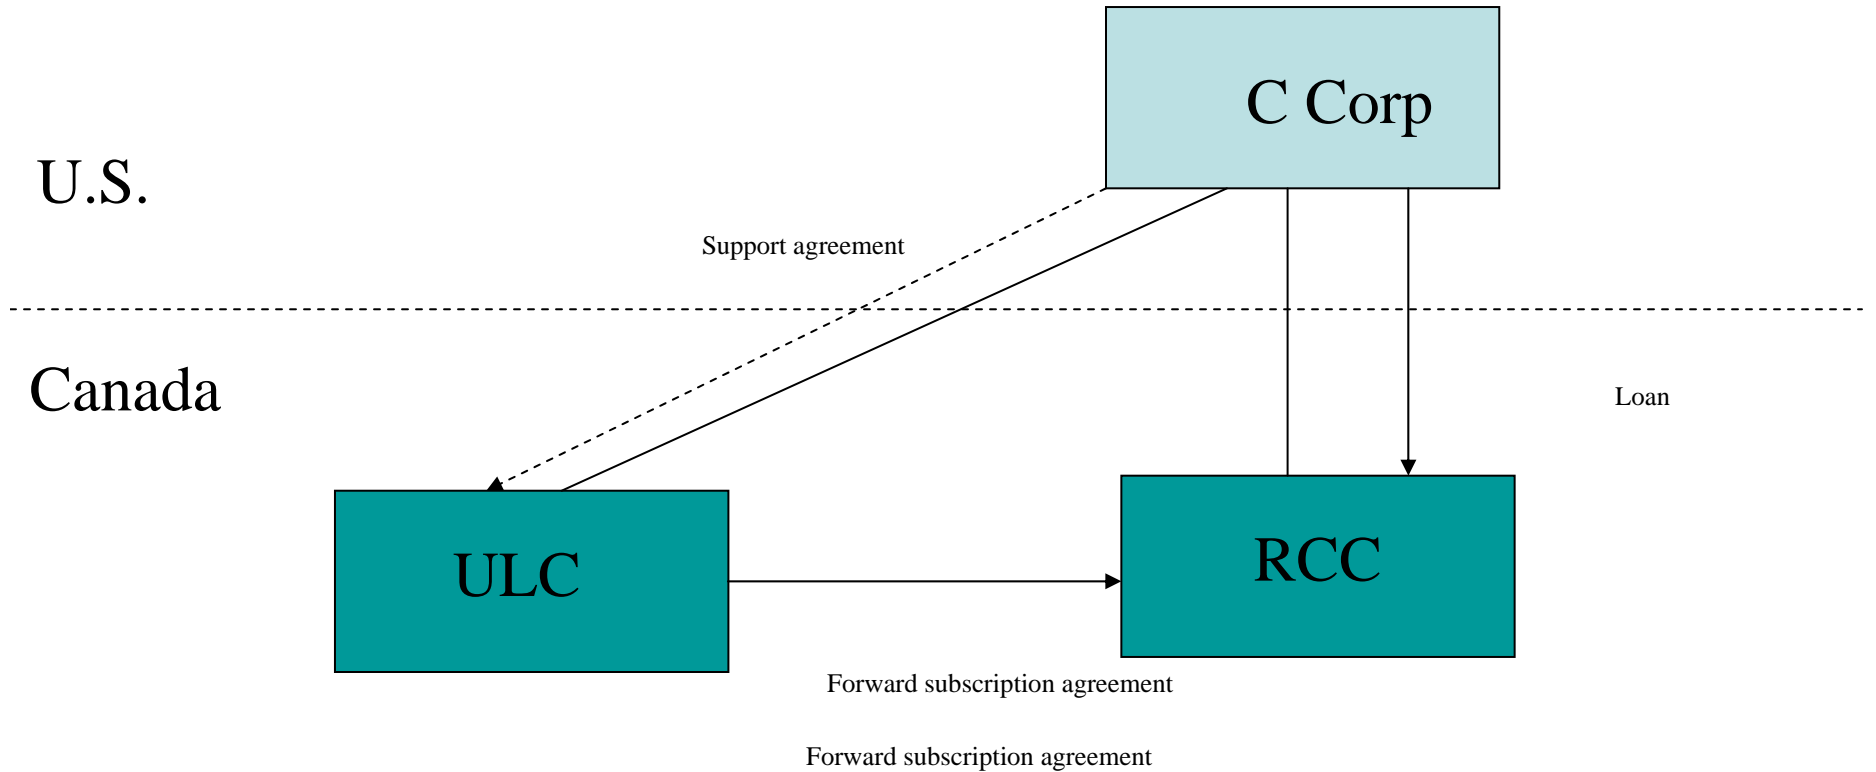 C Corp
U.S.
Support agreement
Canada
Loan
ULC
RCC
Forward subscription agreement
Forward subscription agreement